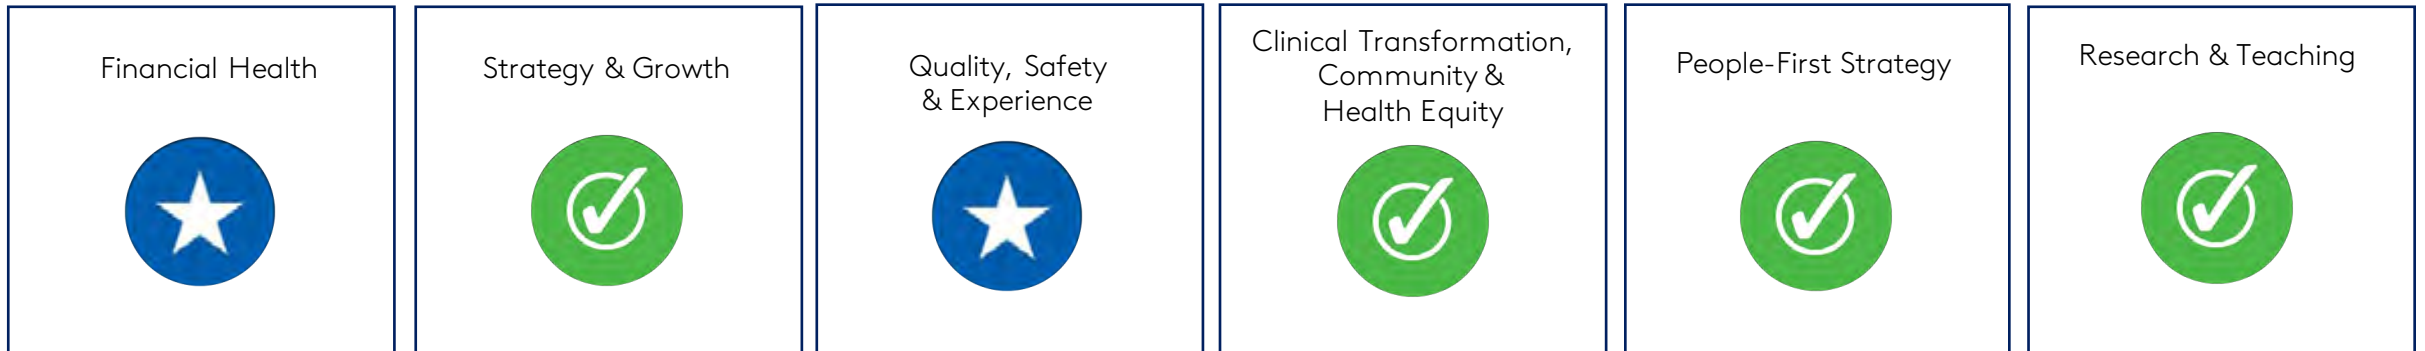 Financial Health
Strategy & Growth
Quality, Safety
& Experience
Clinical Transformation,
Community &
Health Equity
People-First Strategy
Research & Teaching